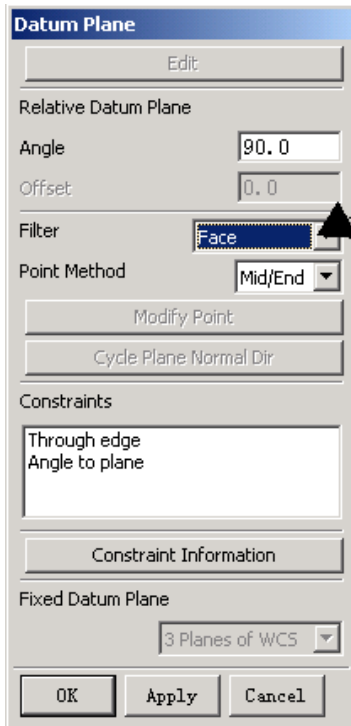 Datum Plane
Edit
Relative Datum Plane
Angle 90.0
Offset 0.0
Filter Face
Point Method Mid/End
Modify Point
Cycle Plane Normal Dir
Constraints
Through edge
Angle to plane
Constraint Information
Fixed Datum Plane
3 Planes of WCS
OK Apply Cancel